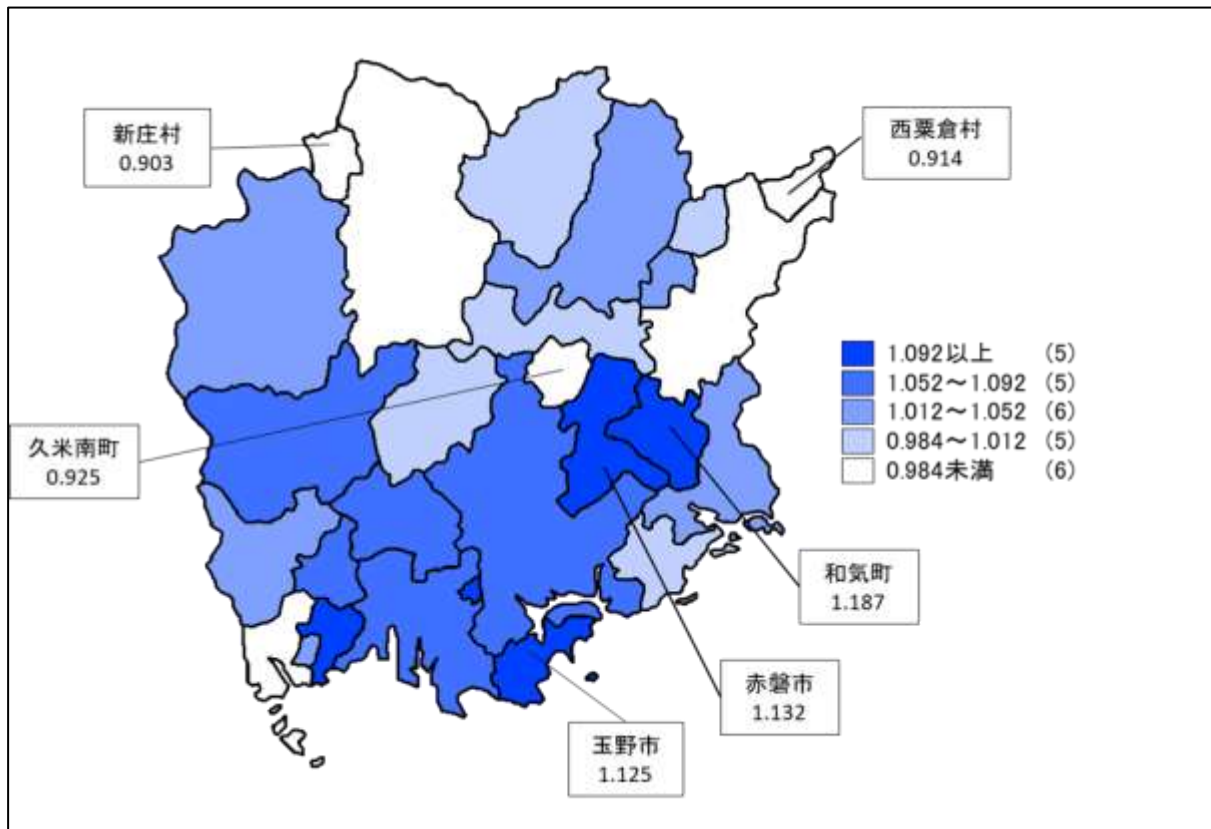 新庄村
0.903
西粟倉村
0.914
1.092以上 (5)
1.052～1.092 (5)
1.012～1.052 (6)
0.984～1.012 (5)
0.984未満 (6)
久米南町
0.925
和気町
1.187
赤磐市
1.132
玉野市
1.125